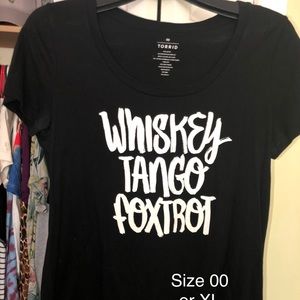 TORRID
WHISKEY
TANGO
FOXTROT
Size 00
or XL